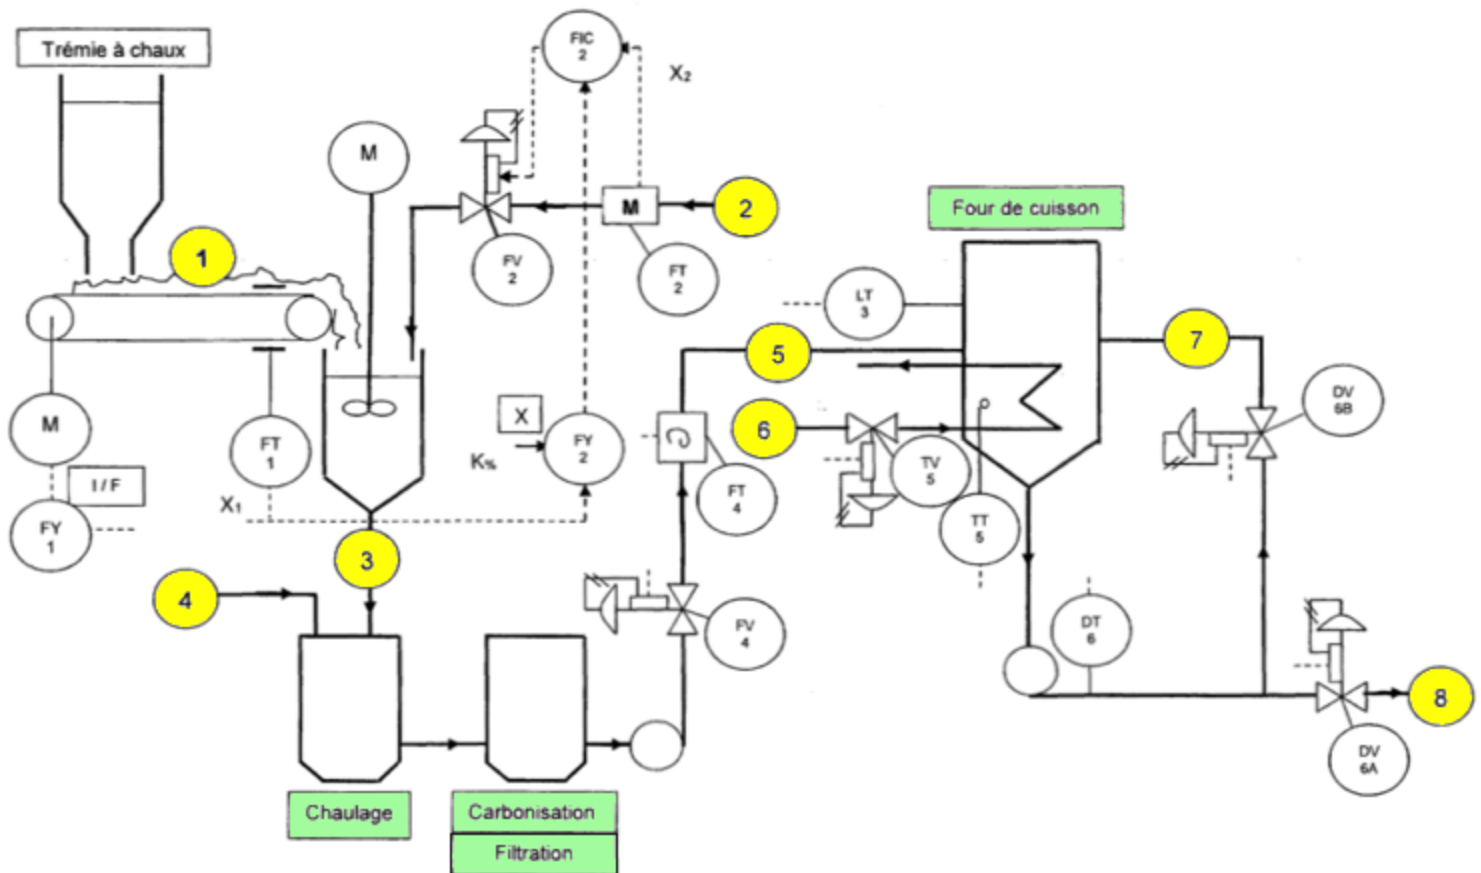 Trémie à chaux
FIC
2
X₂
M
1
M
2
Four de cuisson
FV
2
FT
2
LT
3
5
7
DV
6B
M
FT
1
X
K%
FY
2
6
TV
5
I / F
FY
1
X₁
FT
4
TT
5
3
4
DT
6
FV
4
8
DV
6A
Chaulage
Carbonisation
Filtration